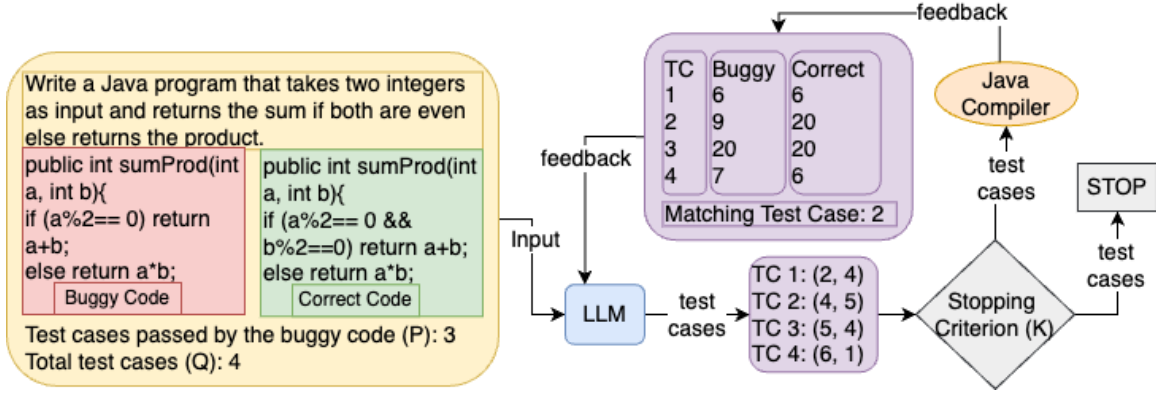 Write a Java program that takes two integers
as input and returns the sum if both are even
else returns the product.
public int sumProd(int
a, int b){
if (a%2== 0) return
a+b;
else return a*b;
Buggy Code
public int sumProd(int
a, int b){
if (a%2== 0 &&
b%2==0) return a+b;
else return a*b;
Correct Code
Test cases passed by the buggy code (P): 3
Total test cases (Q): 4
Input
LLM
feedback
TC Buggy Correct
1 6 6
2 9 20
3 20 20
4 7 6
Matching Test Case: 2
feedback
test
cases
TC 1: (2, 4)
TC 2: (4, 5)
TC 3: (5, 4)
TC 4: (6, 1)
Stopping
Criterion (K)
test
cases
Java
Compiler
test
cases
STOP